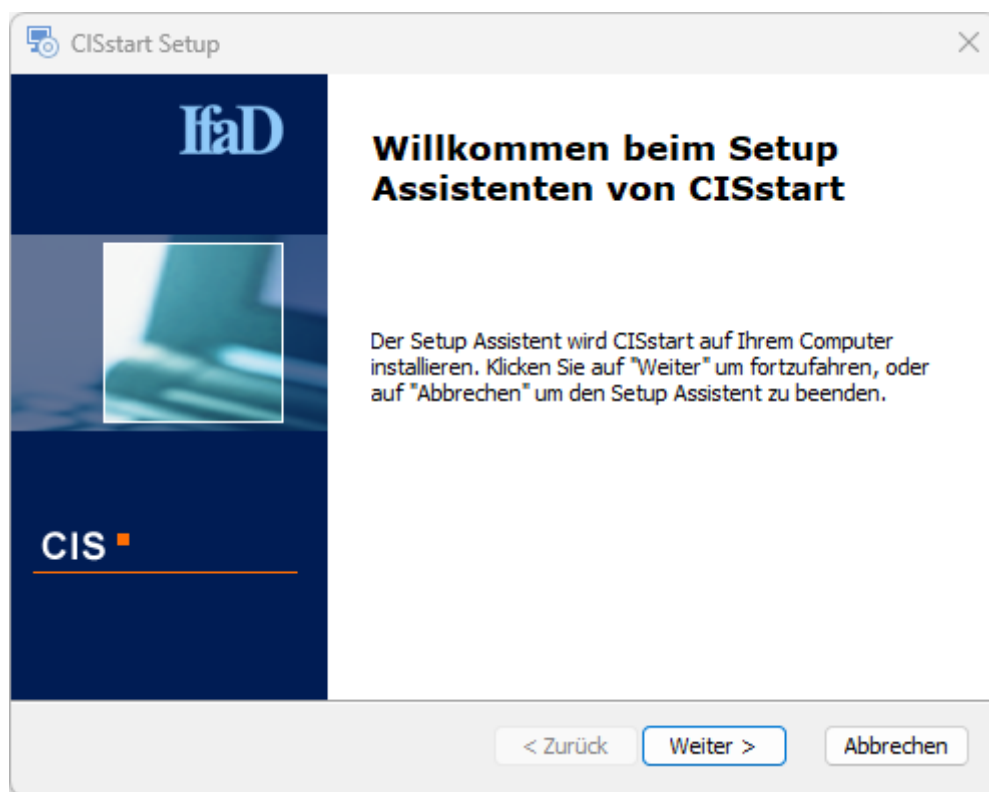 CISstart Setup
IfaD
Willkommen beim Setup
Assistenten von CISstart
Der Setup Assistent wird CISstart auf Ihrem Computer
installieren. Klicken Sie auf "Weiter" um fortzufahren, oder
auf "Abbrechen" um den Setup Assistent zu beenden.
CIS
< Zurück Weiter > Abbrechen